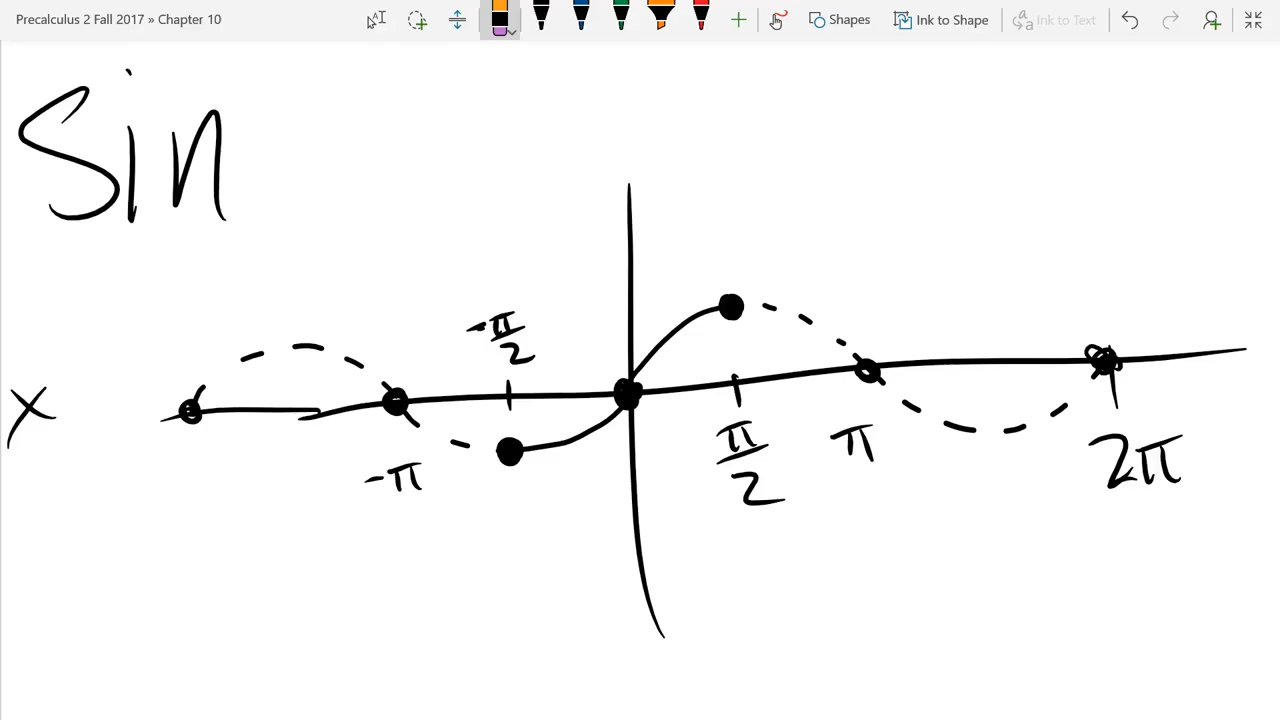 Precalculus 2 Fall 2017 » Chapter 10
Shapes
Ink to Shape
Ink to Text
Sin
x
-π/2
-π
π/2
π
2π